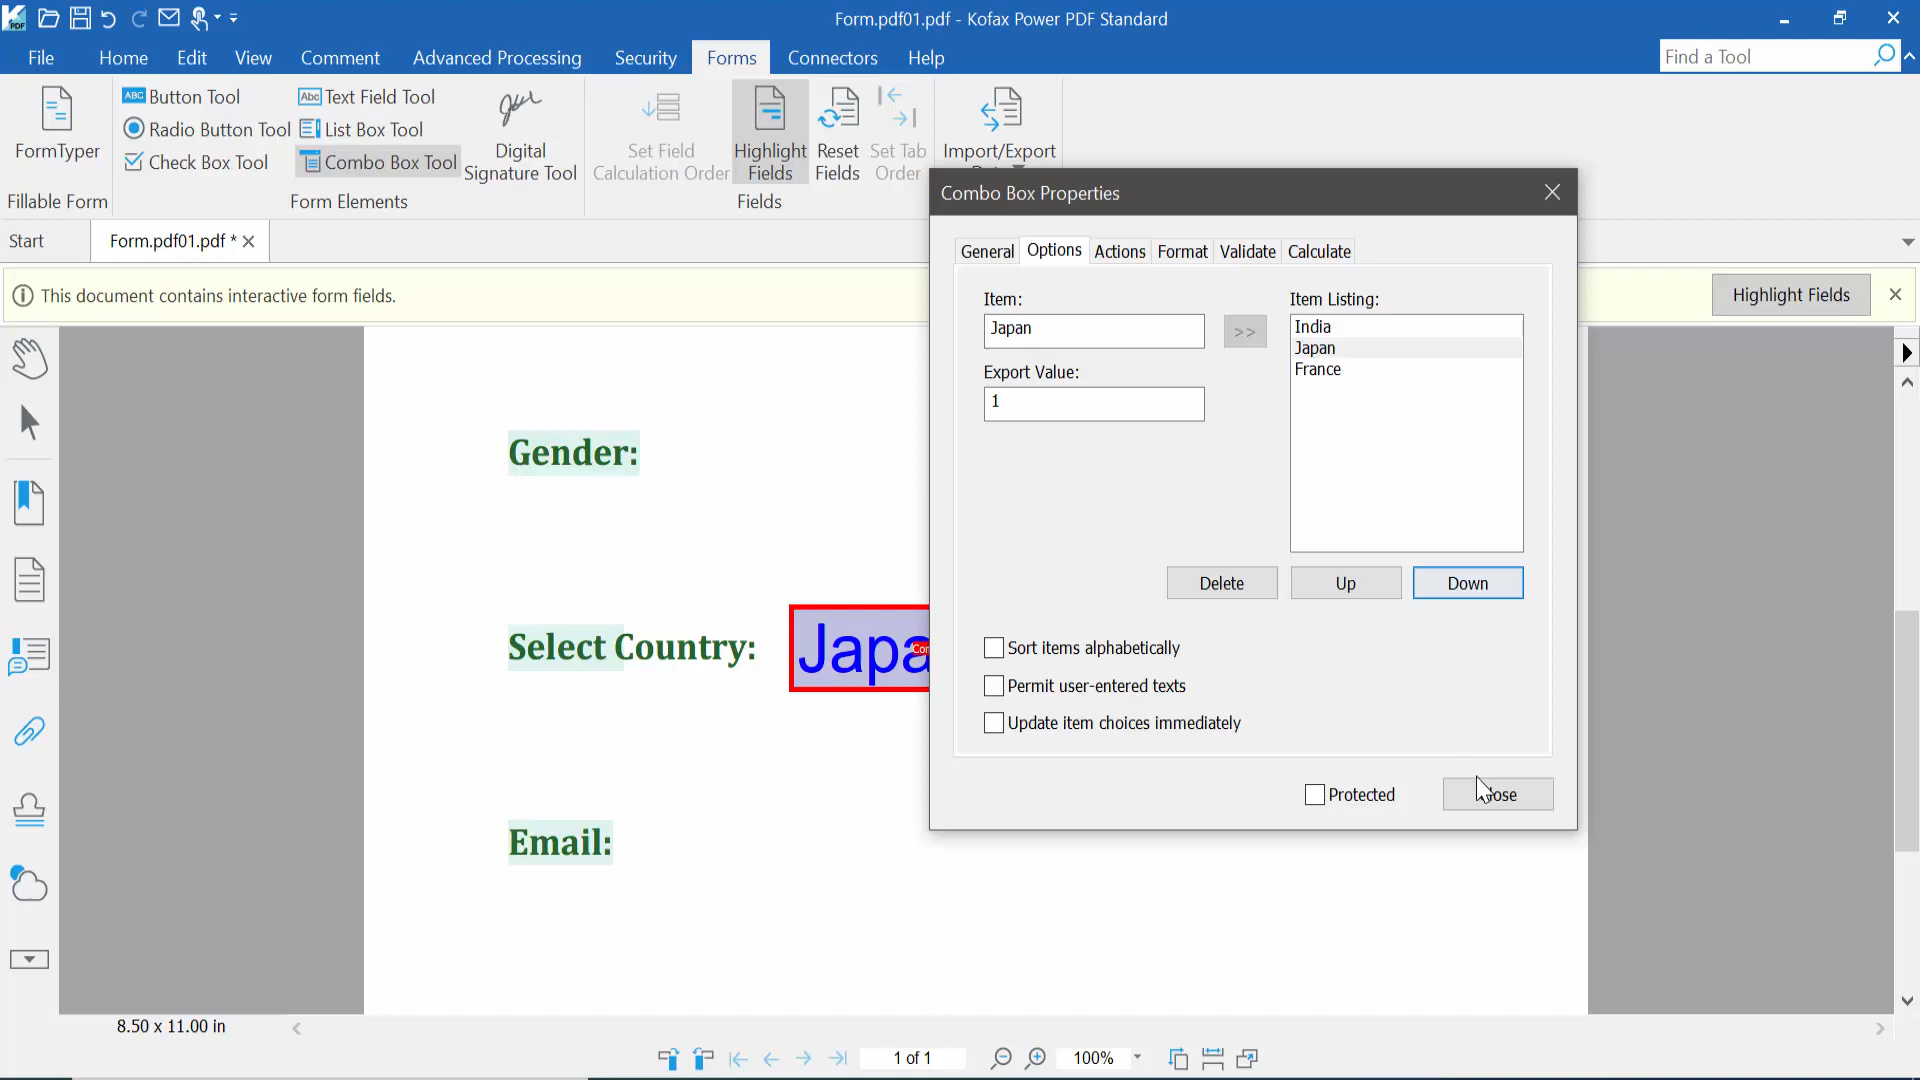 Form.pdf01.pdf - Kofax Power PDF Standard
File Home Edit View Comment Advanced Processing Security Forms Connectors Help Find a Tool
FormTyper
Fillable Form
Button Tool
Radio Button Tool
Check Box Tool
Text Field Tool
List Box Tool
Combo Box Tool
Digital
Signature Tool
Form Elements
Set Field
Calculation Order
Highlight
Fields
Reset
Fields
Set Tab
Order
Fields
Import/Export
Start Form.pdf01.pdf *
This document contains interactive form fields.
Highlight Fields
Combo Box Properties
General Options Actions Format Validate Calculate
Item:
Japan
>>
Export Value:
1
Item Listing:
India
Japan
France
Delete Up Down
Sort items alphabetically
Permit user-entered texts
Update item choices immediately
Protected
Gender:
Select Country:
Japa
Email:
8.50 x 11.00 in
1 of 1
100%